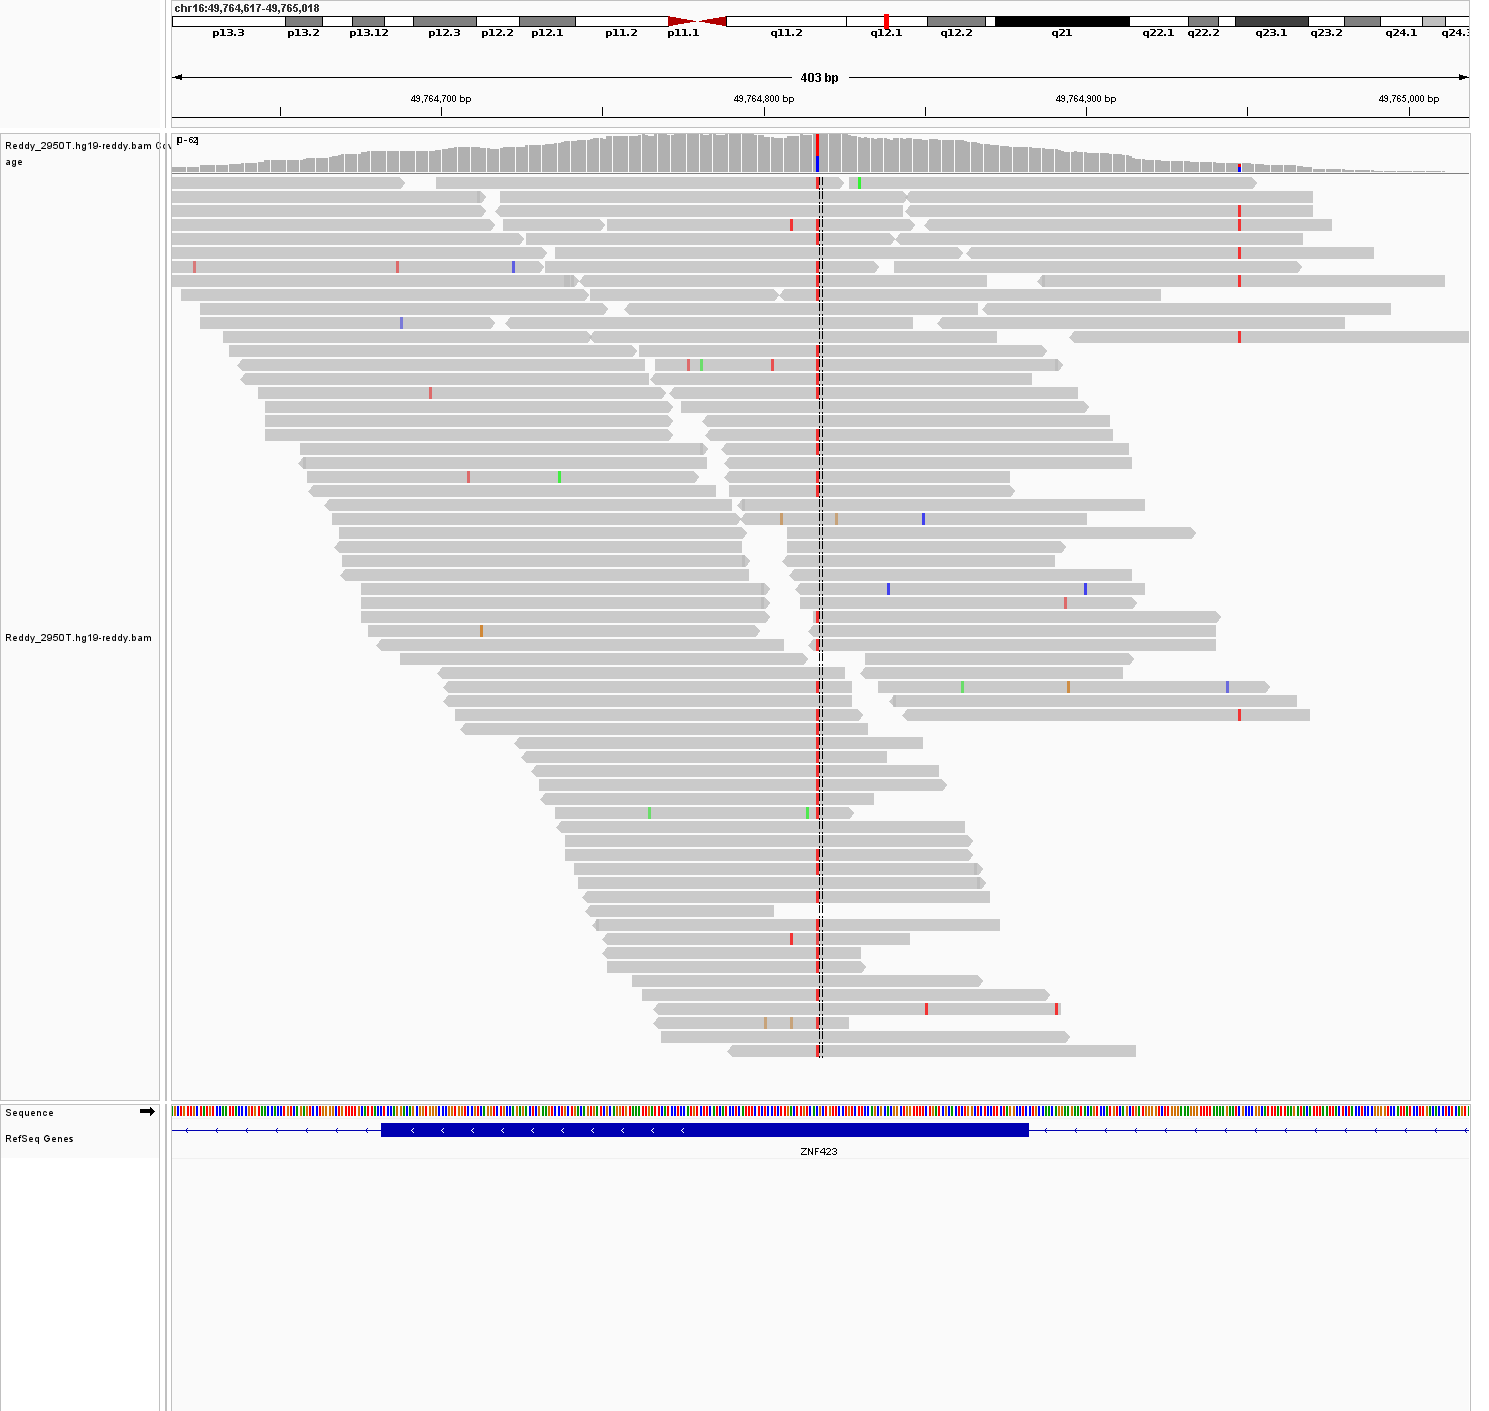 chr16:49,764,617-49,765,018
p13.3 p13.2 p13.12 p12.3 p12.2 p12.1 p11.2 p11.1 q11.2 q12.1 q12.2 q21 q22.1 q22.2 q23.1 q23.2 q24.1 q24.3
403 bp
49,764,700 bp 49,764,800 bp 49,764,900 bp 49,765,000 bp
Reddy_2950T.hg19-reddy.bam Cov
age
[0-62]
Reddy_2950T.hg19-reddy.bam
Sequence
RefSeq Genes
ZNF423